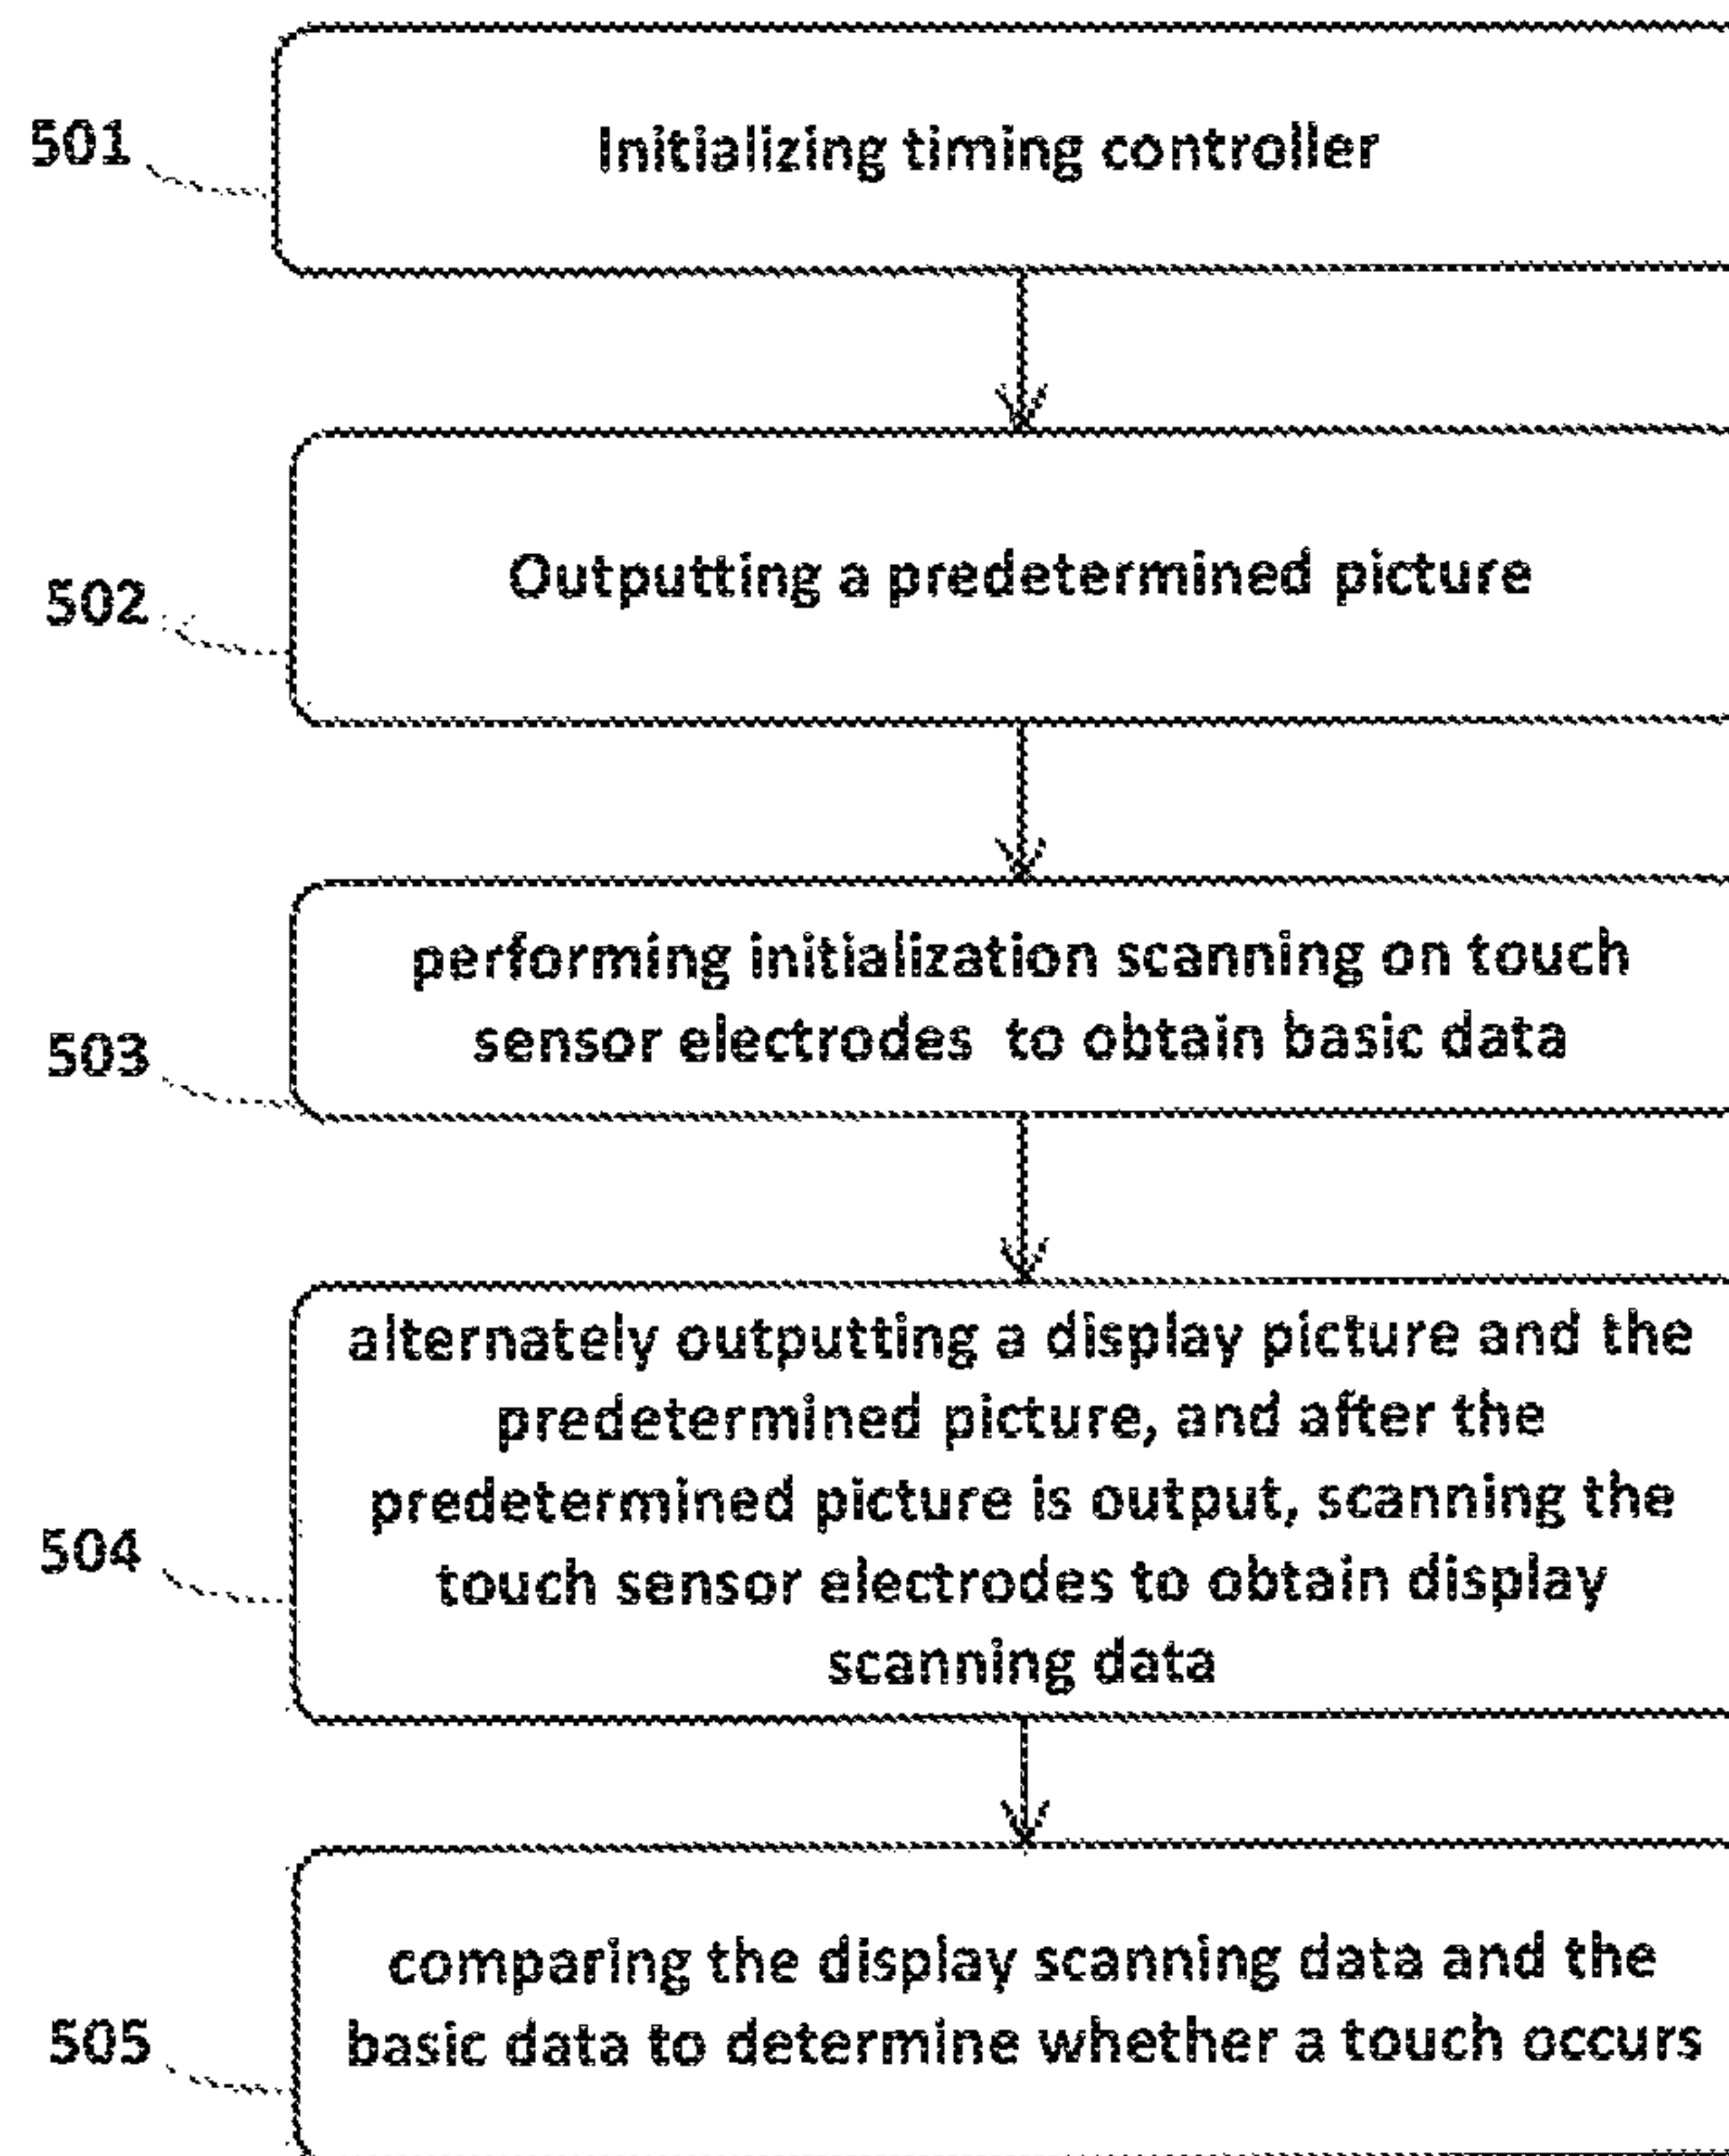 501
Initializing timing controller
502
Outputting a predetermined picture
503
performing initialization scanning on touch
sensor electrodes to obtain basic data
504
alternately outputting a display picture and the
predetermined picture, and after the
predetermined picture is output, scanning the
touch sensor electrodes to obtain display
scanning data
505
comparing the display scanning data and the
basic data to determine whether a touch occurs